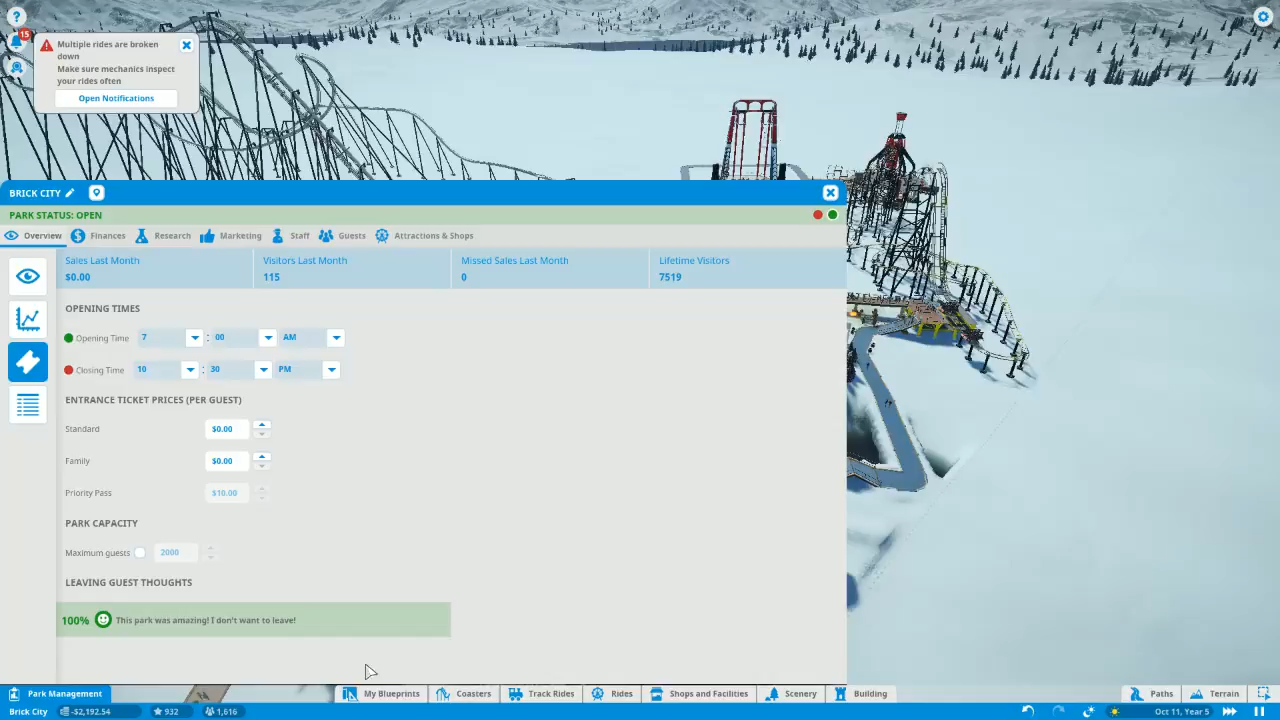 ?
15
Multiple rides are broken
down
Make sure mechanics inspect
your rides often
Open Notifications
BRICK CITY
PARK STATUS: OPEN
Overview Finances Research Marketing Staff Guests Attractions & Shops
Sales Last Month Visitors Last Month Missed Sales Last Month Lifetime Visitors
$0.00 115 0 7519
OPENING TIMES
Opening Time 7 : 00 AM
Closing Time 10 : 30 PM
ENTRANCE TICKET PRICES (PER GUEST)
Standard $0.00
Family $0.00
Priority Pass $10.00
PARK CAPACITY
Maximum guests 2000
LEAVING GUEST THOUGHTS
100% This park was amazing! I don't want to leave!
Park Management My Blueprints Coasters Track Rides Rides Shops and Facilities Scenery Building Paths Terrain
Brick City -$2,192.54 932 1,616 Oct 11, Year 5